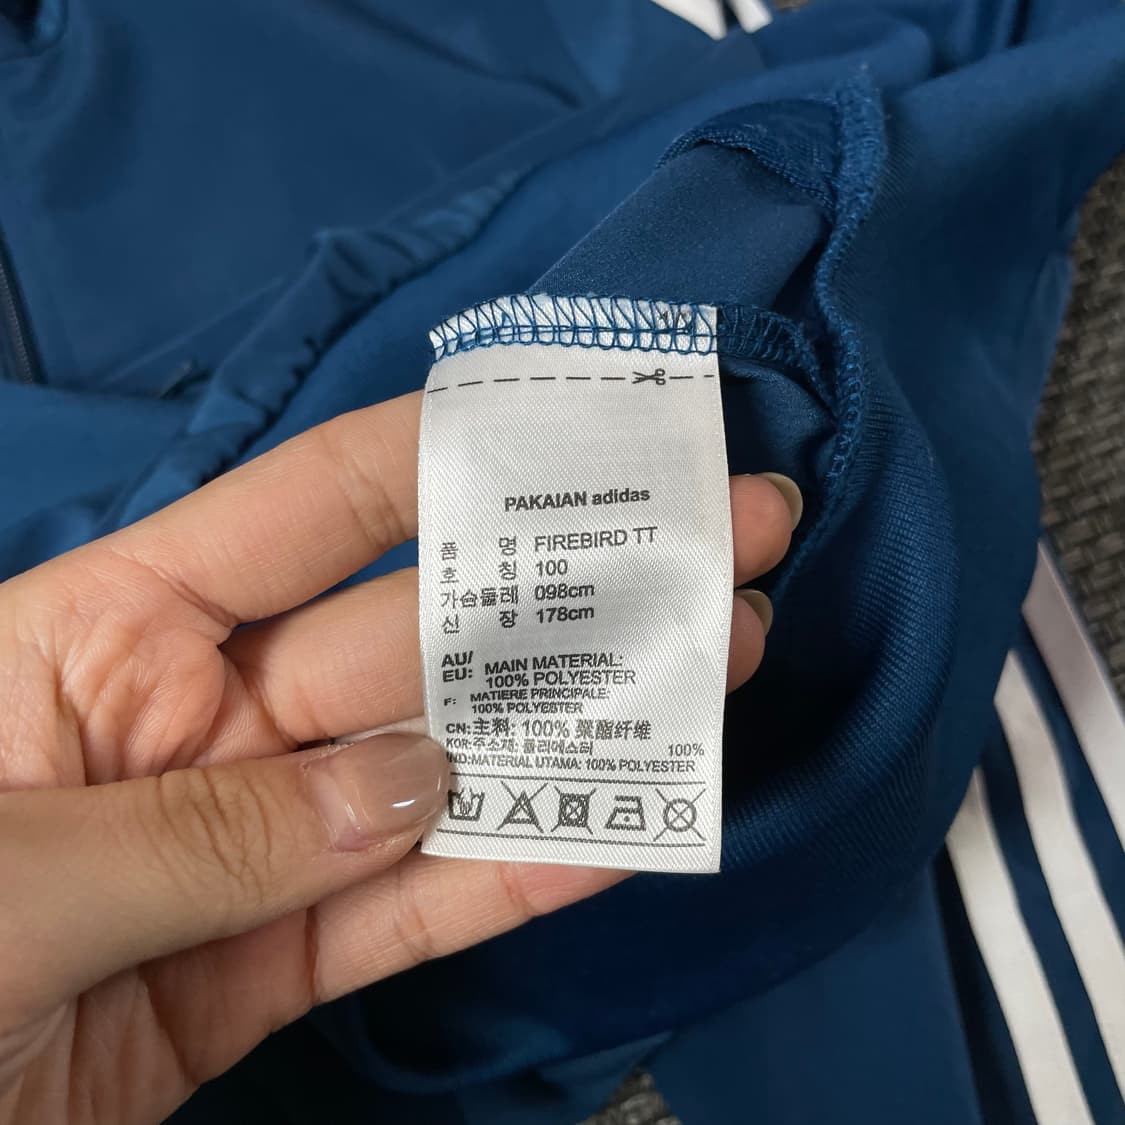 PAKAIAN adidas
품 명 FIREBIRD TT
호 칭 100
가슴둘레 098cm
신 장 178cm
AU/
EU: MAIN MATERIAL:
100% POLYESTER
F: MATIERE PRINCIPALE:
100% POLYESTER
CN:主料: 100% 聚酯纤维
KOR:주소재: 폴리에스터 100%
IND:MATERIAL UTAMA: 100% POLYESTER